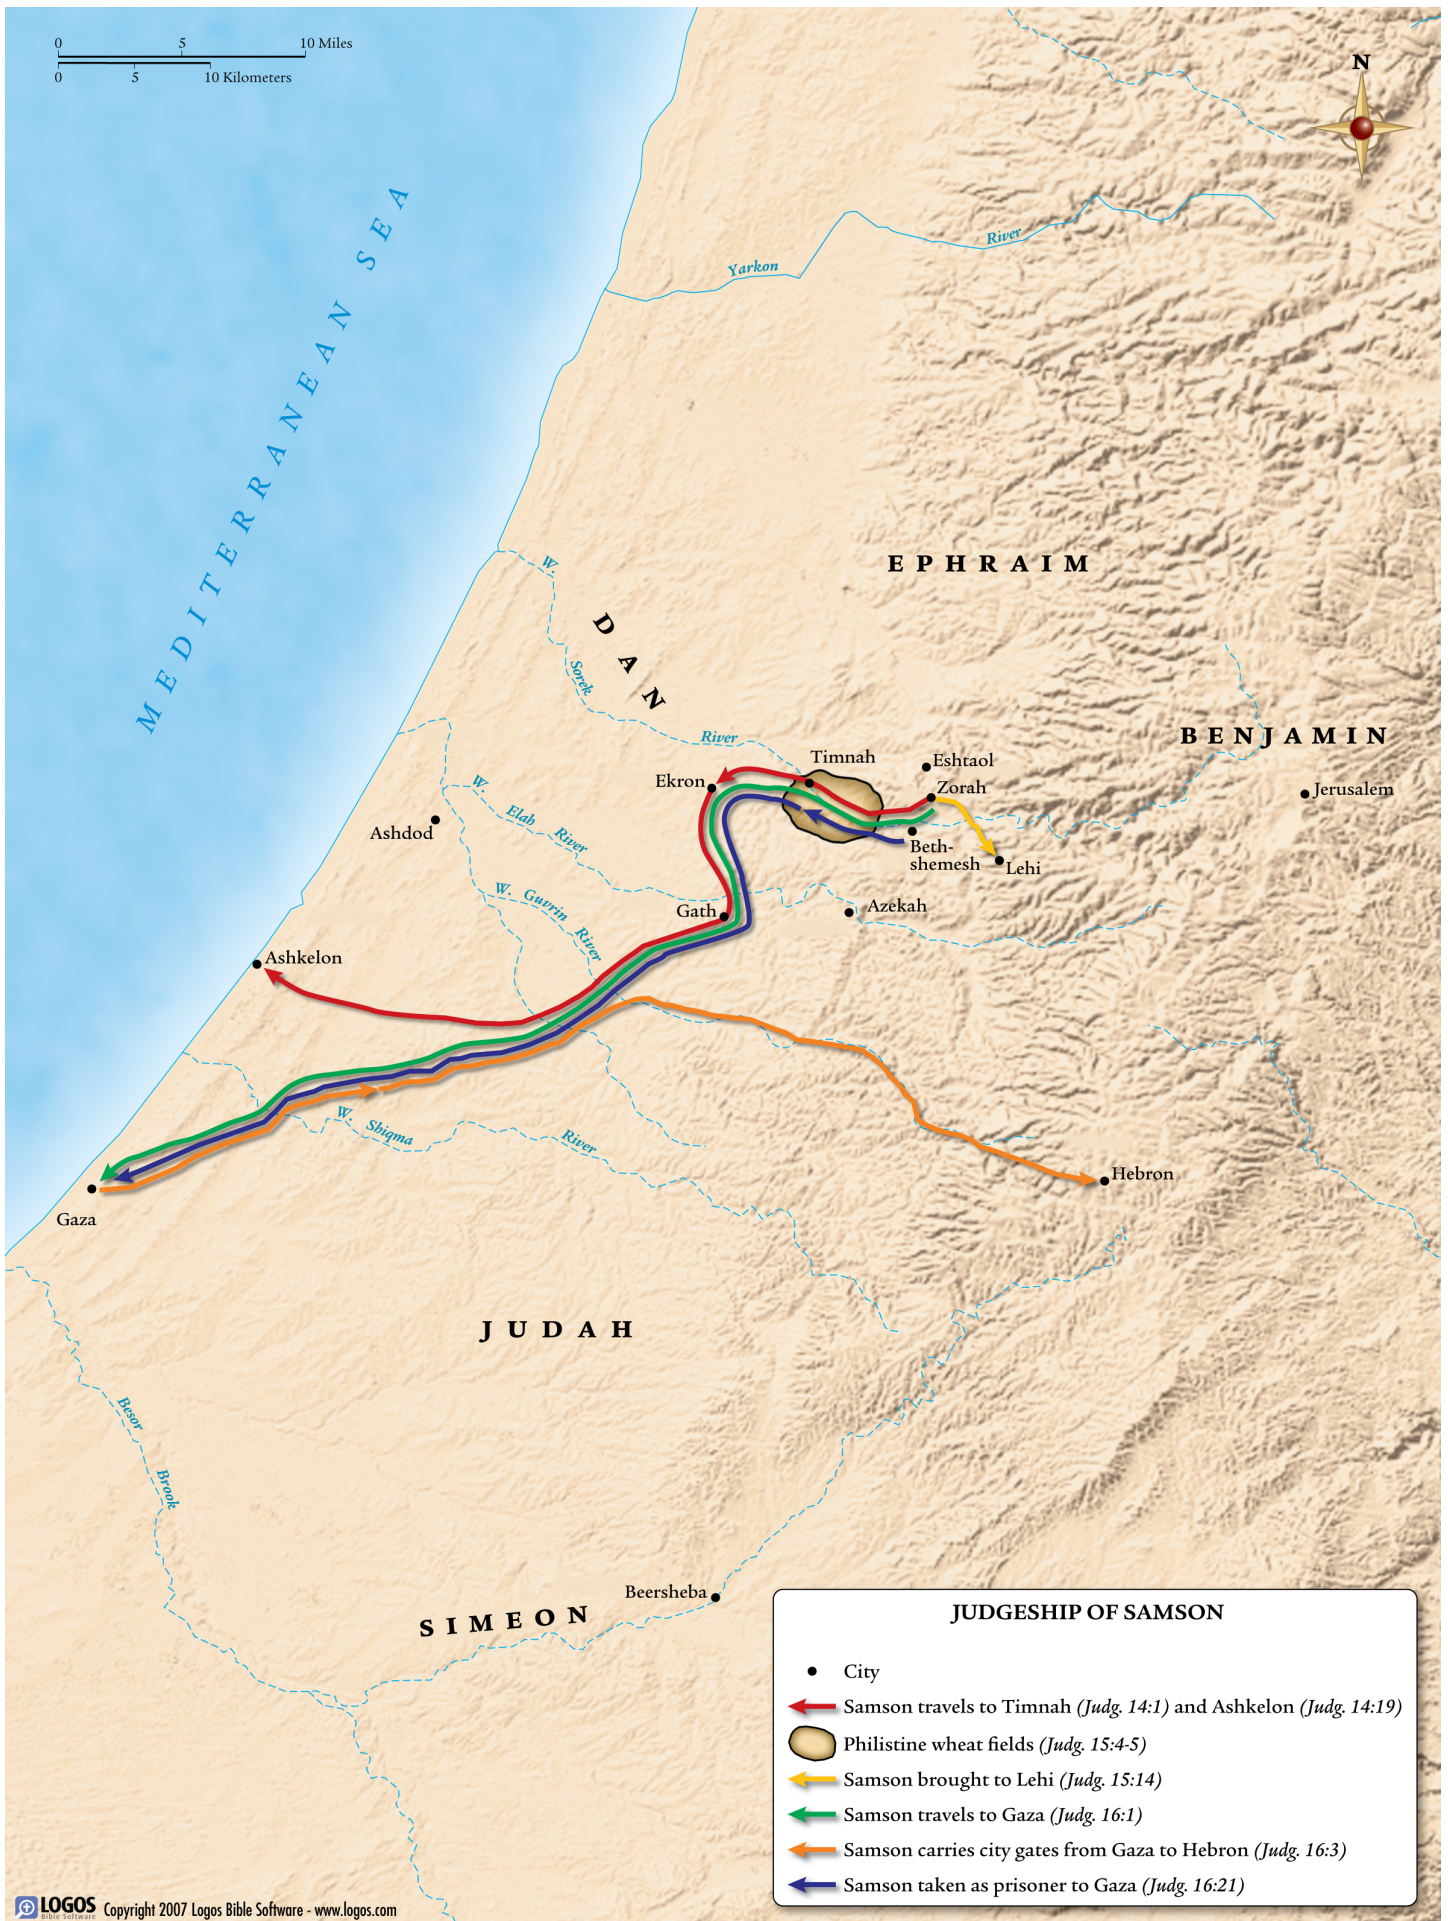 0 5 10 Miles
0 5 10 Kilometers
N
MEDITERRANEAN SEA
Yarkon River
EPHRAIM
DAN
W. Sorek River
BENJAMIN
Timnah
Eshtaol
Ekron
Zorah
Jerusalem
W. Elah River
Ashdod
Beth-
shemesh
Lehi
W. Guvrin River
Gath
Azekah
Ashkelon
W. Shiqma River
Hebron
Gaza
JUDAH
Besor Brook
Beersheba
SIMEON
JUDGESHIP OF SAMSON
City
Samson travels to Timnah (Judg. 14:1) and Ashkelon (Judg. 14:19)
Philistine wheat fields (Judg. 15:4-5)
Samson brought to Lehi (Judg. 15:14)
Samson travels to Gaza (Judg. 16:1)
Samson carries city gates from Gaza to Hebron (Judg. 16:3)
Samson taken as prisoner to Gaza (Judg. 16:21)
LOGOS
Bible Software
Copyright 2007 Logos Bible Software - www.logos.com